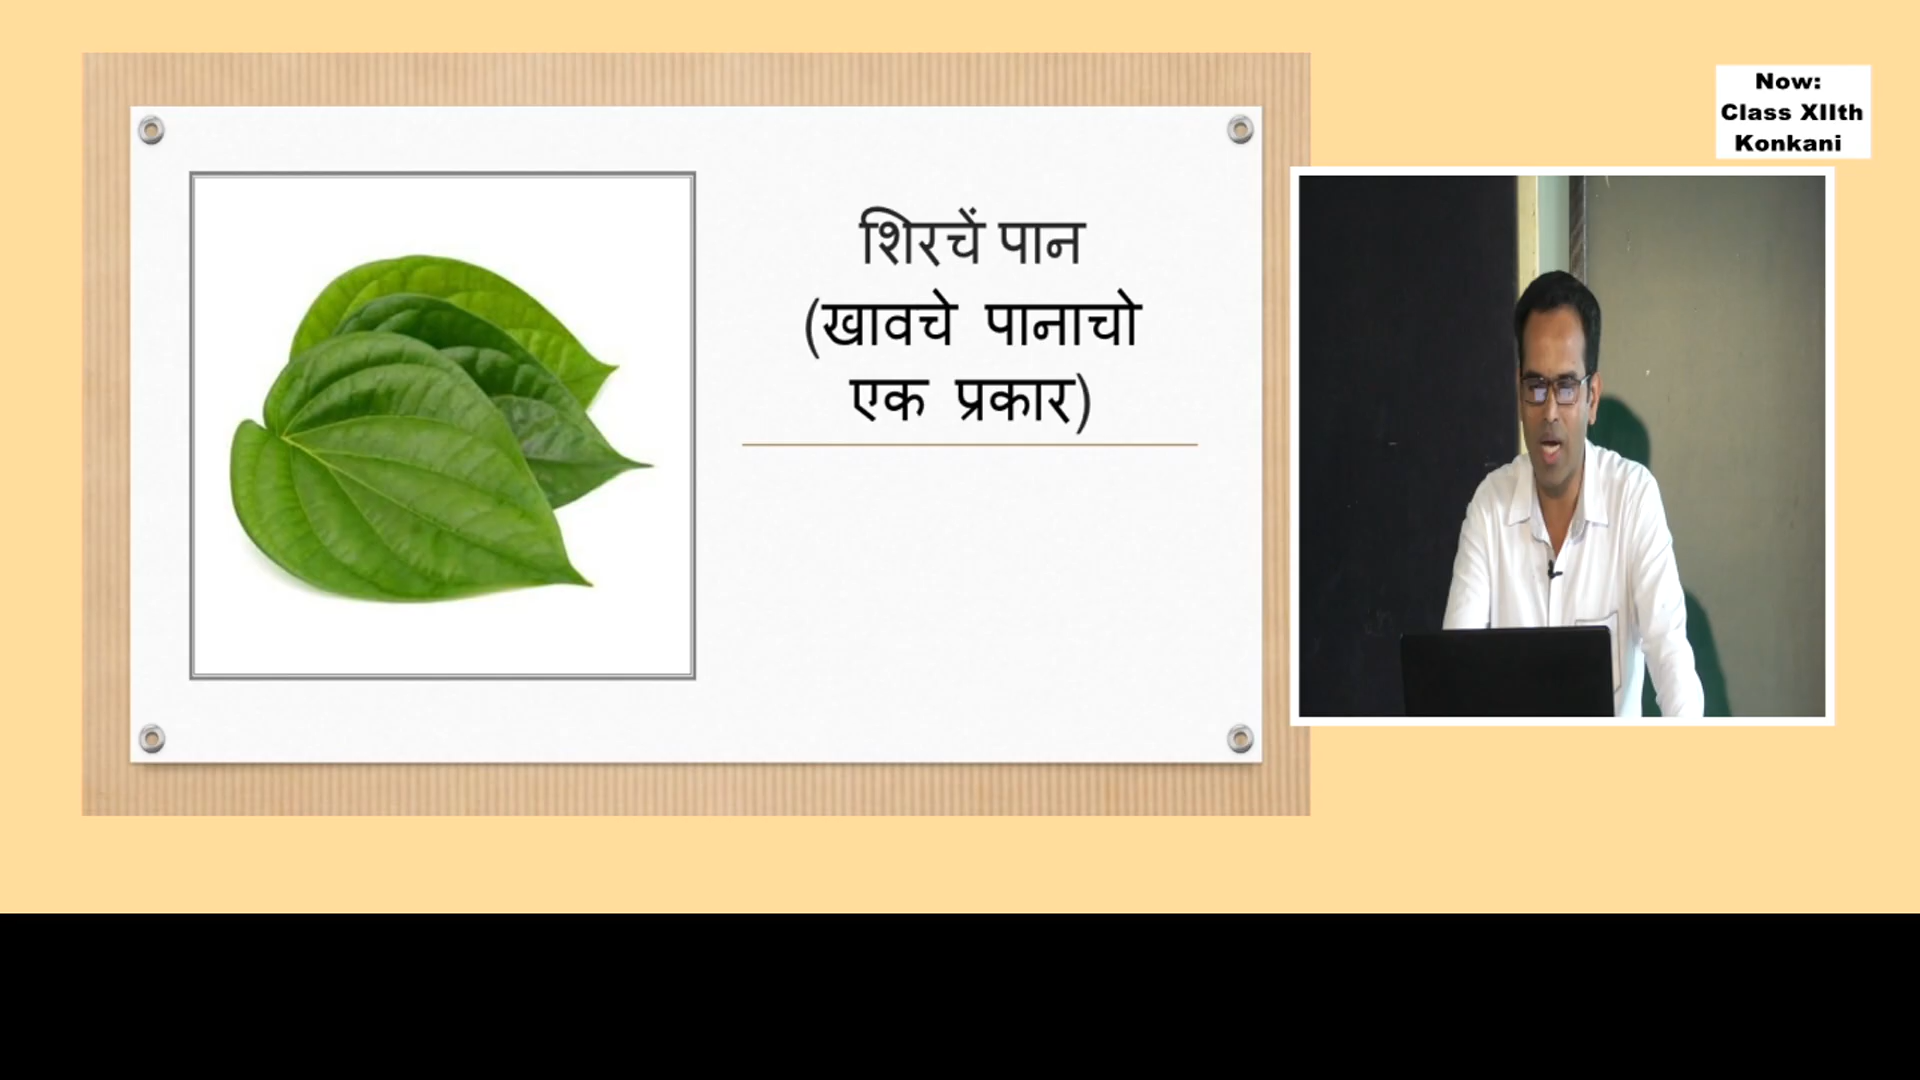 शिरचें पान
(खावचे पानाचो
एक प्रकार)
Now:
Class XIIth
Konkani